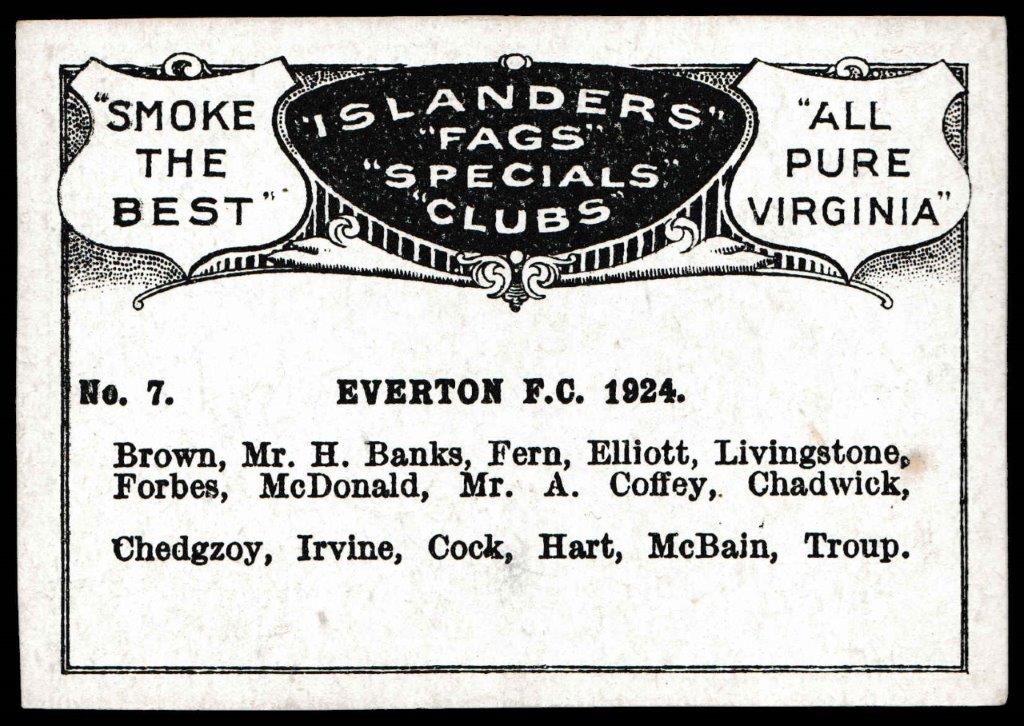 "SMOKE
THE
BEST"
"ISLANDERS"
"FAGS"
"SPECIALS"
"CLUBS"
"ALL
PURE
VIRGINIA"
No. 7. EVERTON F.C. 1924.
Brown, Mr. H. Banks, Fern, Elliott, Livingstone,
Forbes, McDonald, Mr. A. Coffey, Chadwick,
Chedgzoy, Irvine, Cock, Hart, McBain, Troup.